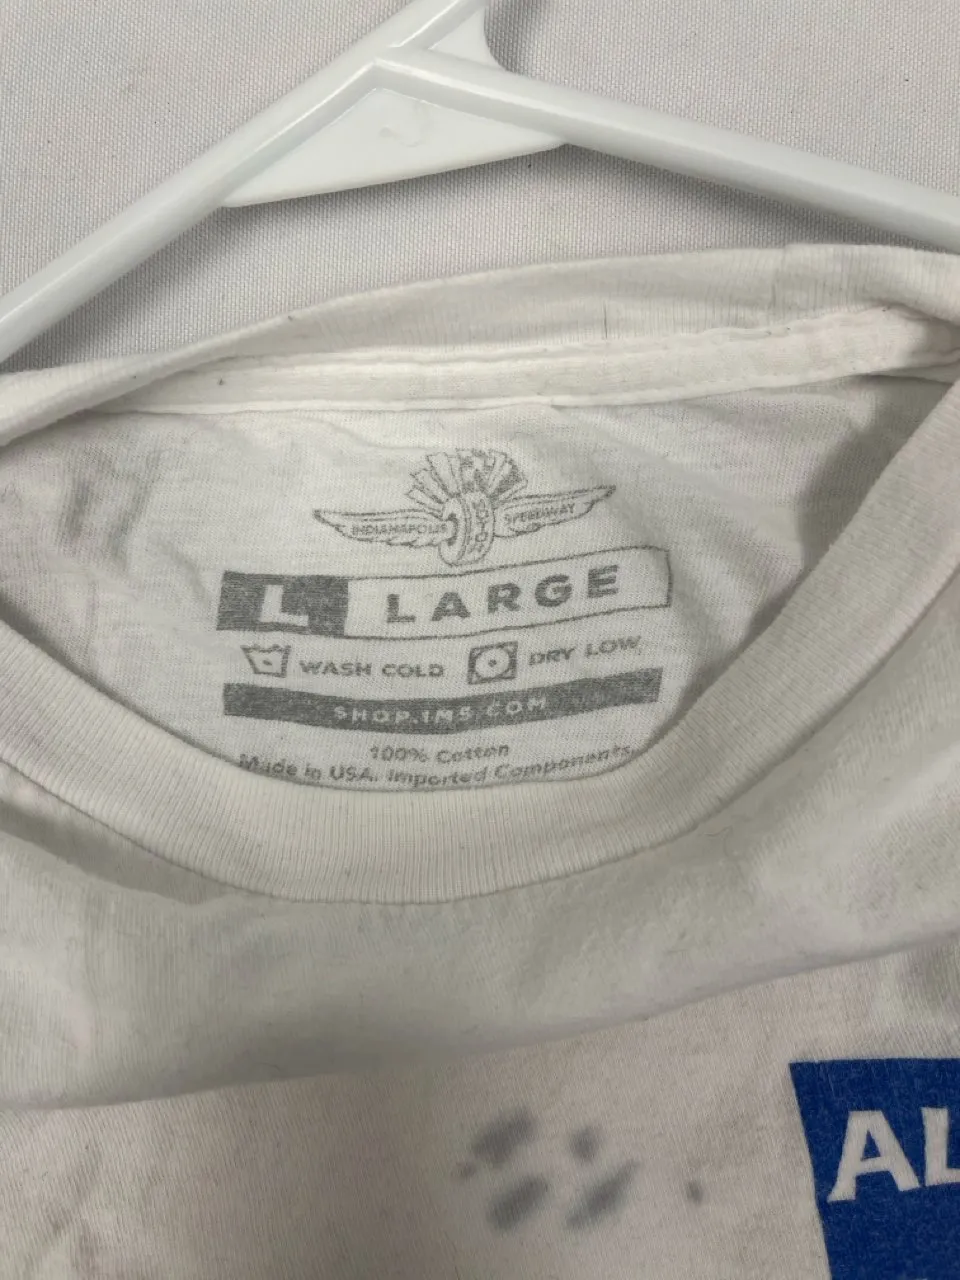 INDIANAPOLIS SPEEDWAY
L LARGE
WASH COLD DRY LOW
SHOP.IMS.COM
100% Cotton
Made in USA. Imported Components.
AL